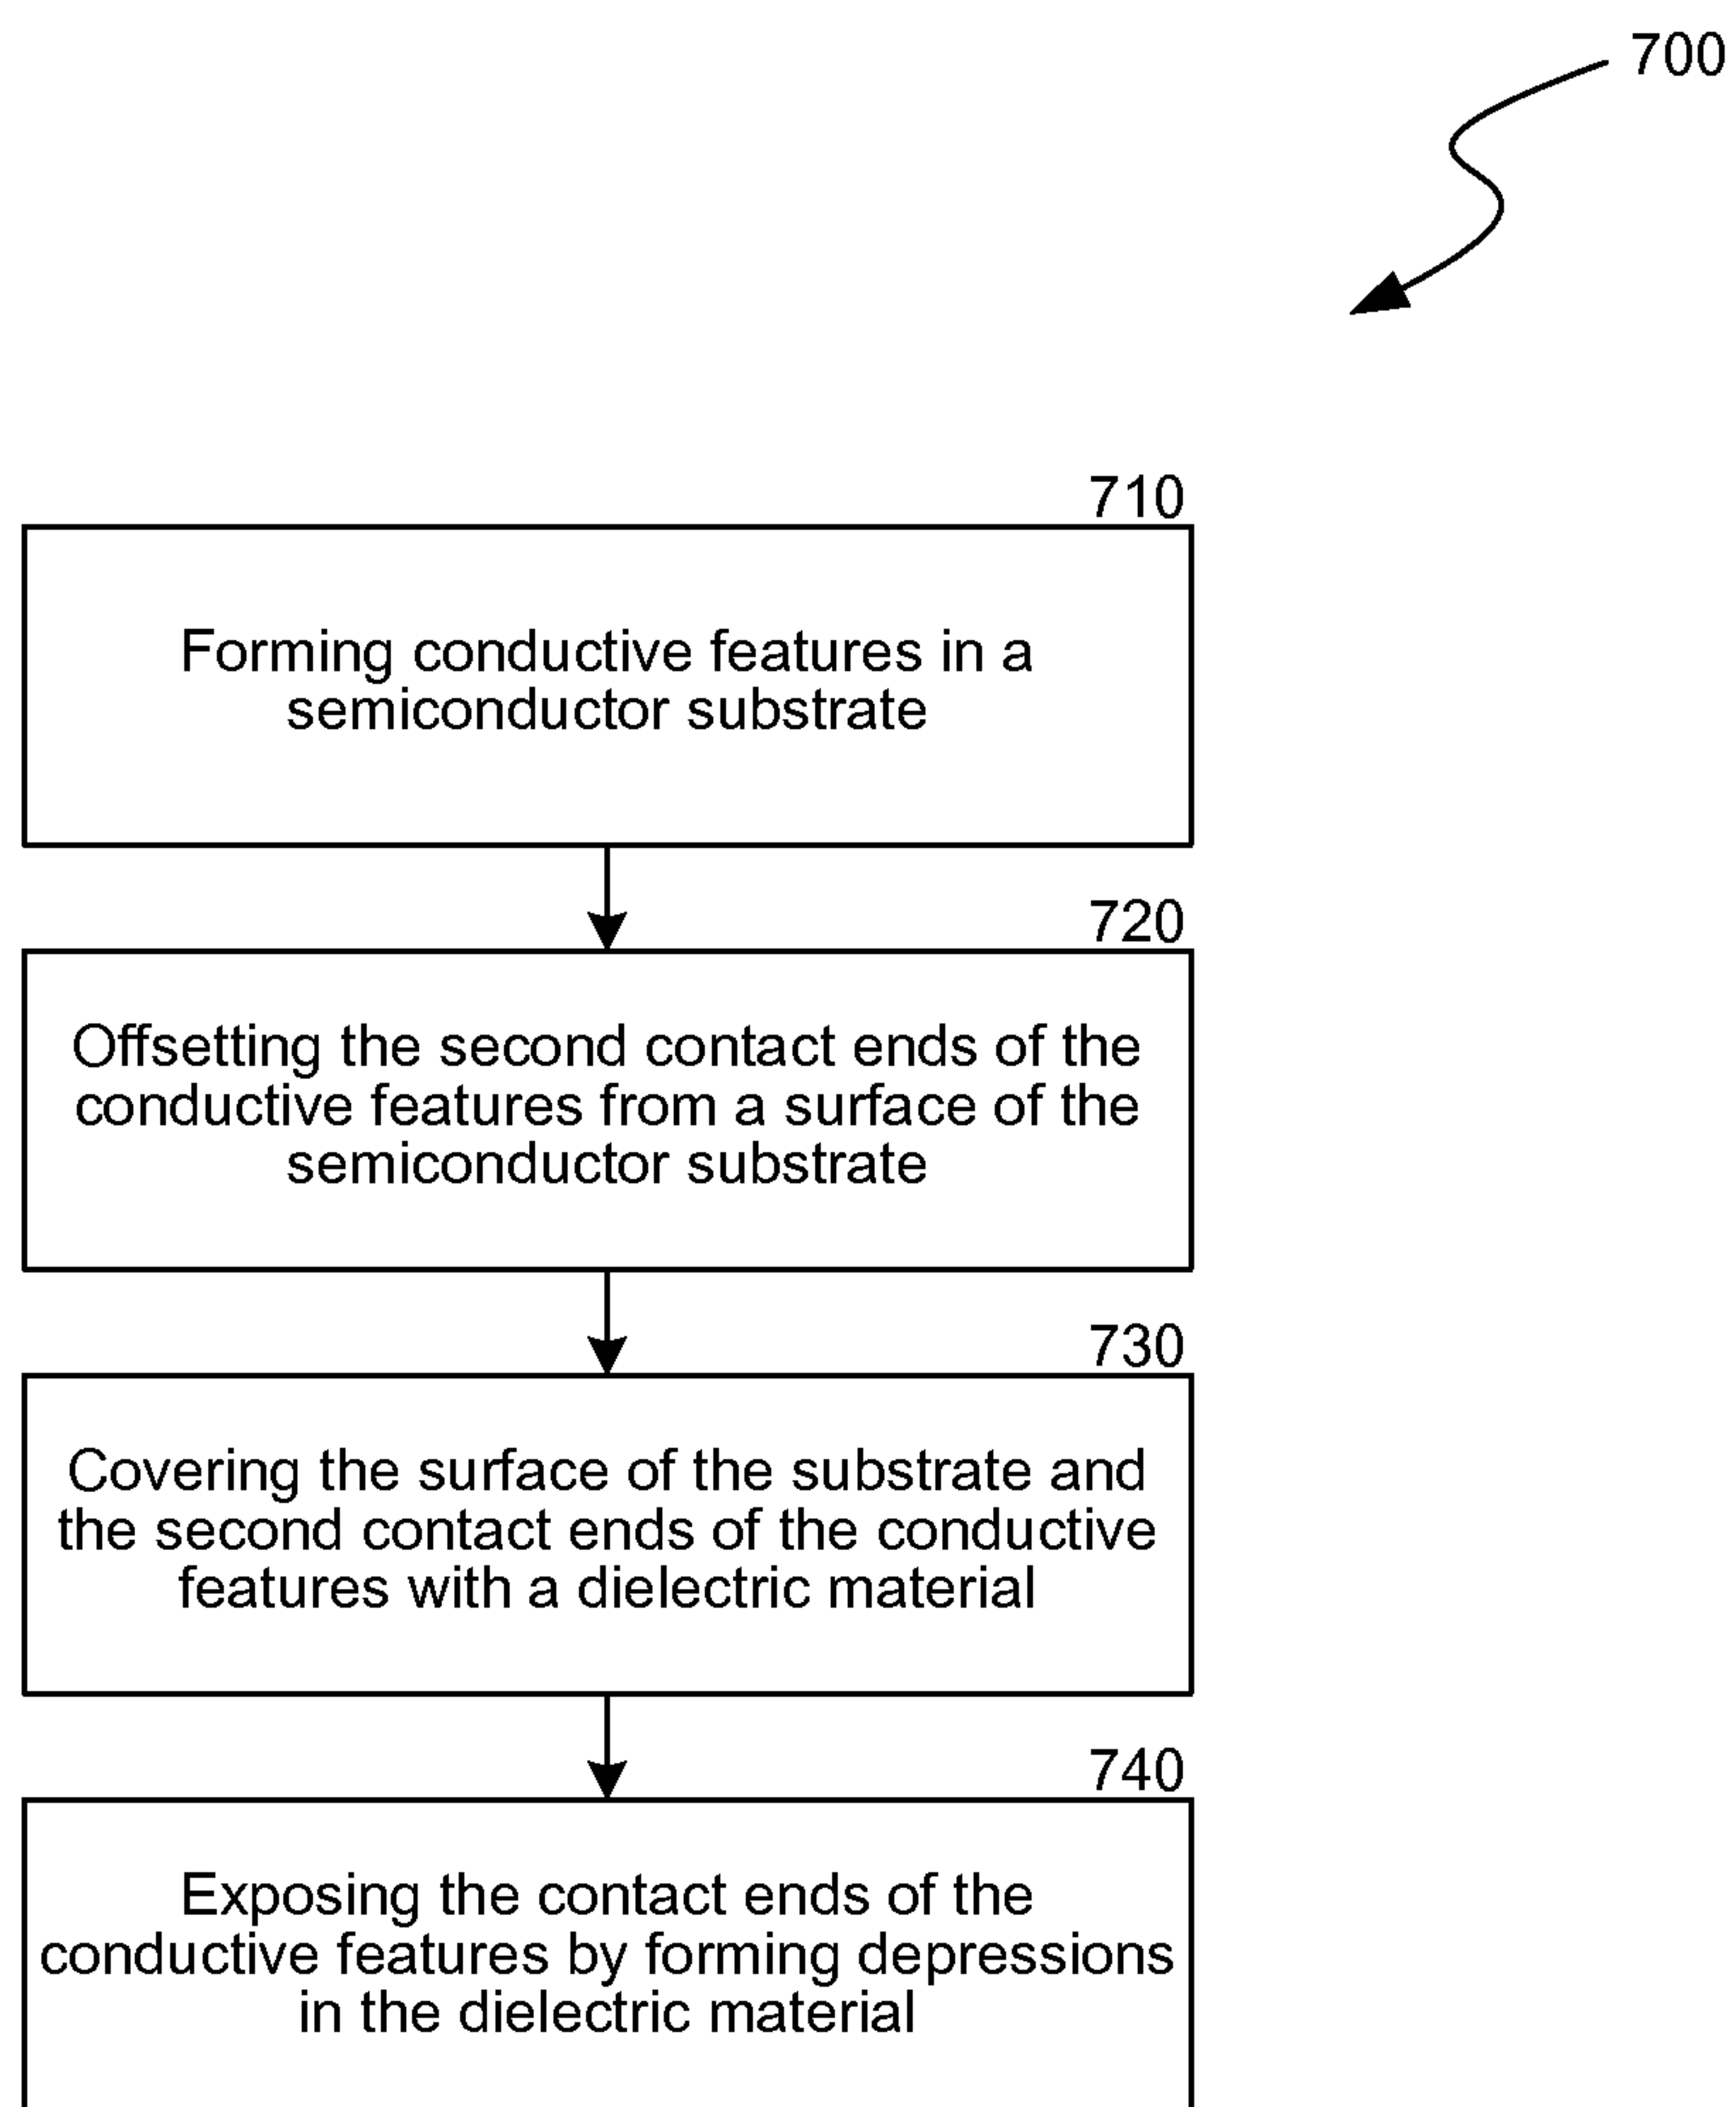 700
710
Forming conductive features in a
semiconductor substrate
720
Offsetting the second contact ends of the
conductive features from a surface of the
semiconductor substrate
730
Covering the surface of the substrate and
the second contact ends of the conductive
features with a dielectric material
740
Exposing the contact ends of the
conductive features by forming depressions
in the dielectric material